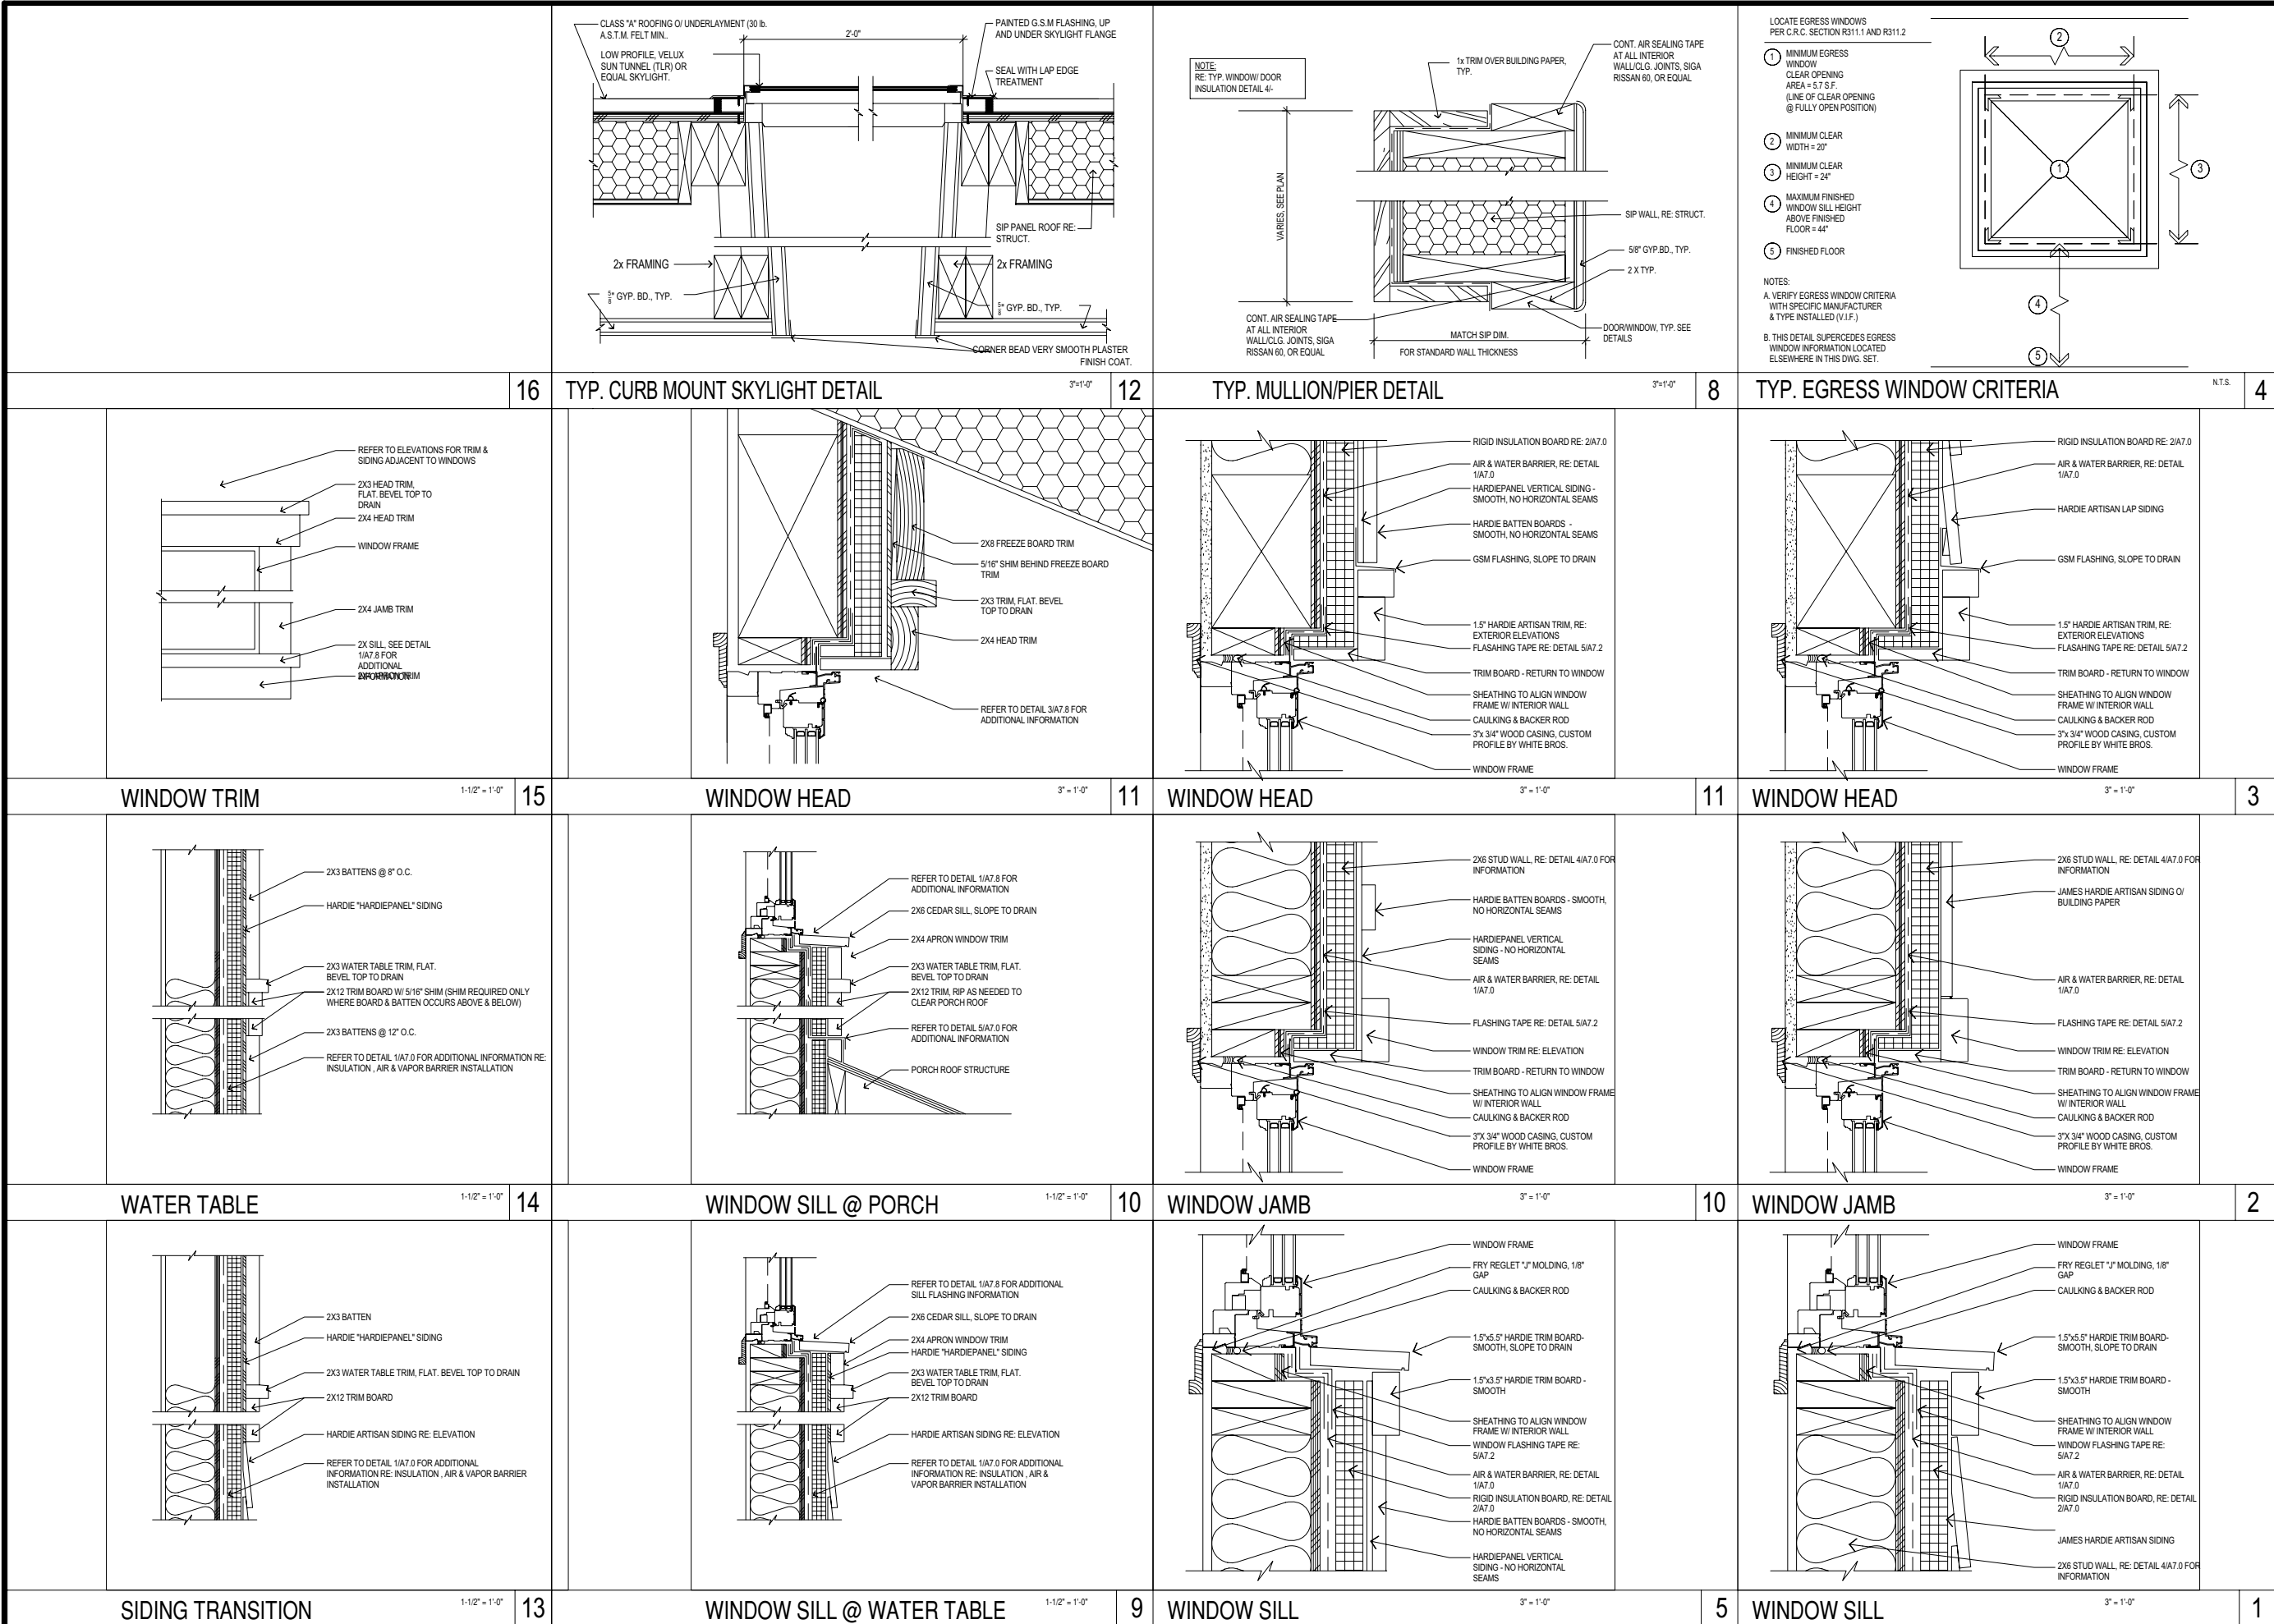 16
CLASS "A" ROOFING O/ UNDERLAYMENT (30 lb.
A.S.T.M. FELT MIN..
LOW PROFILE, VELUX
SUN TUNNEL (TLR) OR
EQUAL SKYLIGHT.
2'-0"
PAINTED G.S.M FLASHING, UP
AND UNDER SKYLIGHT FLANGE
SEAL WITH LAP EDGE
TREATMENT
SIP PANEL ROOF RE:
STRUCT.
2x FRAMING
2x FRAMING
5/8" GYP. BD., TYP.
5/8" GYP. BD., TYP.
CORNER BEAD VERY SMOOTH PLASTER
FINISH COAT.
TYP. CURB MOUNT SKYLIGHT DETAIL
3"=1'-0"
12
NOTE:
RE: TYP. WINDOW/ DOOR
INSULATION DETAIL 4/-
1x TRIM OVER BUILDING PAPER,
TYP.
CONT. AIR SEALING TAPE
AT ALL INTERIOR
WALL/CLG. JOINTS, SIGA
RISSAN 60, OR EQUAL
VARIES, SEE PLAN
SIP WALL, RE: STRUCT.
5/8" GYP.BD., TYP.
2 X TYP.
CONT. AIR SEALING TAPE
AT ALL INTERIOR
WALL/CLG. JOINTS, SIGA
RISSAN 60, OR EQUAL
MATCH SIP DIM.
FOR STANDARD WALL THICKNESS
DOOR/WINDOW, TYP. SEE
DETAILS
TYP. MULLION/PIER DETAIL
3"=1'-0"
8
LOCATE EGRESS WINDOWS
PER C.R.C. SECTION R311.1 AND R311.2
1 MINIMUM EGRESS
WINDOW
CLEAR OPENING
AREA = 5.7 S.F.
(LINE OF CLEAR OPENING
@ FULLY OPEN POSITION)
2 MINIMUM CLEAR
WIDTH = 20"
3 MINIMUM CLEAR
HEIGHT = 24"
4 MAXIMUM FINISHED
WINDOW SILL HEIGHT
ABOVE FINISHED
FLOOR = 44"
5 FINISHED FLOOR
NOTES:
A. VERIFY EGRESS WINDOW CRITERIA
WITH SPECIFIC MANUFACTURER
& TYPE INSTALLED (V.I.F.)
B. THIS DETAIL SUPERCEDES EGRESS
WINDOW INFORMATION LOCATED
ELSEWHERE IN THIS DWG. SET.
2
1
3
4
5
TYP. EGRESS WINDOW CRITERIA
N.T.S.
4
REFER TO ELEVATIONS FOR TRIM &
SIDING ADJACENT TO WINDOWS
2X3 HEAD TRIM,
FLAT. BEVEL TOP TO
DRAIN
2X4 HEAD TRIM
WINDOW FRAME
2X4 JAMB TRIM
2X SILL, SEE DETAIL
1/A7.8 FOR
ADDITIONAL
INFORMATION
2X4 APRON TRIM
WINDOW TRIM
1-1/2" = 1'-0"
15
2X8 FREEZE BOARD TRIM
5/16" SHIM BEHIND FREEZE BOARD
TRIM
2X3 TRIM, FLAT. BEVEL
TOP TO DRAIN
2X4 HEAD TRIM
REFER TO DETAIL 3/A7.8 FOR
ADDITIONAL INFORMATION
WINDOW HEAD
3" = 1'-0"
11
RIGID INSULATION BOARD RE: 2/A7.0
AIR & WATER BARRIER, RE: DETAIL
1/A7.0
HARDIEPANEL VERTICAL SIDING -
SMOOTH, NO HORIZONTAL SEAMS
HARDIE BATTEN BOARDS -
SMOOTH, NO HORIZONTAL SEAMS
GSM FLASHING, SLOPE TO DRAIN
1.5" HARDIE ARTISAN TRIM, RE:
EXTERIOR ELEVATIONS
FLASAHING TAPE RE: DETAIL 5/A7.2
TRIM BOARD - RETURN TO WINDOW
SHEATHING TO ALIGN WINDOW
FRAME W/ INTERIOR WALL
CAULKING & BACKER ROD
3"x 3/4" WOOD CASING, CUSTOM
PROFILE BY WHITE BROS.
WINDOW FRAME
WINDOW HEAD
3" = 1'-0"
11
RIGID INSULATION BOARD RE: 2/A7.0
AIR & WATER BARRIER, RE: DETAIL
1/A7.0
HARDIE ARTISAN LAP SIDING
GSM FLASHING, SLOPE TO DRAIN
1.5" HARDIE ARTISAN TRIM, RE:
EXTERIOR ELEVATIONS
FLASAHING TAPE RE: DETAIL 5/A7.2
TRIM BOARD - RETURN TO WINDOW
SHEATHING TO ALIGN WINDOW
FRAME W/ INTERIOR WALL
CAULKING & BACKER ROD
3"x 3/4" WOOD CASING, CUSTOM
PROFILE BY WHITE BROS.
WINDOW FRAME
WINDOW HEAD
3" = 1'-0"
3
2X3 BATTENS @ 8" O.C.
HARDIE "HARDIEPANEL" SIDING
2X3 WATER TABLE TRIM, FLAT.
BEVEL TOP TO DRAIN
2X12 TRIM BOARD W/ 5/16" SHIM (SHIM REQUIRED ONLY
WHERE BOARD & BATTEN OCCURS ABOVE & BELOW)
2X3 BATTENS @ 12" O.C.
REFER TO DETAIL 1/A7.0 FOR ADDITIONAL INFORMATION RE:
INSULATION , AIR & VAPOR BARRIER INSTALLATION
WATER TABLE
1-1/2" = 1'-0"
14
REFER TO DETAIL 1/A7.8 FOR
ADDITIONAL INFORMATION
2X6 CEDAR SILL, SLOPE TO DRAIN
2X4 APRON WINDOW TRIM
2X3 WATER TABLE TRIM, FLAT.
BEVEL TOP TO DRAIN
2X12 TRIM, RIP AS NEEDED TO
CLEAR PORCH ROOF
REFER TO DETAIL 5/A7.0 FOR
ADDITIONAL INFORMATION
PORCH ROOF STRUCTURE
WINDOW SILL @ PORCH
1-1/2" = 1'-0"
10
2X6 STUD WALL, RE: DETAIL 4/A7.0 FOR
INFORMATION
HARDIE BATTEN BOARDS - SMOOTH,
NO HORIZONTAL SEAMS
HARDIEPANEL VERTICAL
SIDING - NO HORIZONTAL
SEAMS
AIR & WATER BARRIER, RE: DETAIL
1/A7.0
FLASHING TAPE RE: DETAIL 5/A7.2
WINDOW TRIM RE: ELEVATION
TRIM BOARD - RETURN TO WINDOW
SHEATHING TO ALIGN WINDOW FRAME
W/ INTERIOR WALL
CAULKING & BACKER ROD
3"X 3/4" WOOD CASING, CUSTOM
PROFILE BY WHITE BROS.
WINDOW FRAME
WINDOW JAMB
3" = 1'-0"
10
2X6 STUD WALL, RE: DETAIL 4/A7.0 FOR
INFORMATION
JAMES HARDIE ARTISAN SIDING O/
BUILDING PAPER
AIR & WATER BARRIER, RE: DETAIL
1/A7.0
FLASHING TAPE RE: DETAIL 5/A7.2
WINDOW TRIM RE: ELEVATION
TRIM BOARD - RETURN TO WINDOW
SHEATHING TO ALIGN WINDOW FRAME
W/ INTERIOR WALL
CAULKING & BACKER ROD
3"X 3/4" WOOD CASING, CUSTOM
PROFILE BY WHITE BROS.
WINDOW FRAME
WINDOW JAMB
3" = 1'-0"
2
2X3 BATTEN
HARDIE "HARDIEPANEL" SIDING
2X3 WATER TABLE TRIM, FLAT. BEVEL TOP TO DRAIN
2X12 TRIM BOARD
HARDIE ARTISAN SIDING RE: ELEVATION
REFER TO DETAIL 1/A7.0 FOR ADDITIONAL
INFORMATION RE: INSULATION , AIR & VAPOR BARRIER
INSTALLATION
SIDING TRANSITION
1-1/2" = 1'-0"
13
REFER TO DETAIL 1/A7.8 FOR ADDITIONAL
SILL FLASHING INFORMATION
2X6 CEDAR SILL, SLOPE TO DRAIN
2X4 APRON WINDOW TRIM
HARDIE "HARDIEPANEL" SIDING
2X3 WATER TABLE TRIM, FLAT.
BEVEL TOP TO DRAIN
2X12 TRIM BOARD
HARDIE ARTISAN SIDING RE: ELEVATION
REFER TO DETAIL 1/A7.0 FOR ADDITIONAL
INFORMATION RE: INSULATION , AIR &
VAPOR BARRIER INSTALLATION
WINDOW SILL @ WATER TABLE
1-1/2" = 1'-0"
9
WINDOW FRAME
FRY REGLET "J" MOLDING, 1/8"
GAP
CAULKING & BACKER ROD
1.5"x5.5" HARDIE TRIM BOARD-
SMOOTH, SLOPE TO DRAIN
1.5"x3.5" HARDIE TRIM BOARD -
SMOOTH
SHEATHING TO ALIGN WINDOW
FRAME W/ INTERIOR WALL
WINDOW FLASHING TAPE RE:
5/A7.2
AIR & WATER BARRIER, RE: DETAIL
1/A7.0
RIGID INSULATION BOARD, RE: DETAIL
2/A7.0
HARDIE BATTEN BOARDS - SMOOTH,
NO HORIZONTAL SEAMS
HARDIEPANEL VERTICAL
SIDING - NO HORIZONTAL
SEAMS
WINDOW SILL
3" = 1'-0"
5
WINDOW FRAME
FRY REGLET "J" MOLDING, 1/8"
GAP
CAULKING & BACKER ROD
1.5"x5.5" HARDIE TRIM BOARD-
SMOOTH, SLOPE TO DRAIN
1.5"x3.5" HARDIE TRIM BOARD -
SMOOTH
SHEATHING TO ALIGN WINDOW
FRAME W/ INTERIOR WALL
WINDOW FLASHING TAPE RE:
5/A7.2
AIR & WATER BARRIER, RE: DETAIL
1/A7.0
RIGID INSULATION BOARD, RE: DETAIL
2/A7.0
JAMES HARDIE ARTISAN SIDING
2X6 STUD WALL, RE: DETAIL 4/A7.0 FOR
INFORMATION
WINDOW SILL
3" = 1'-0"
1